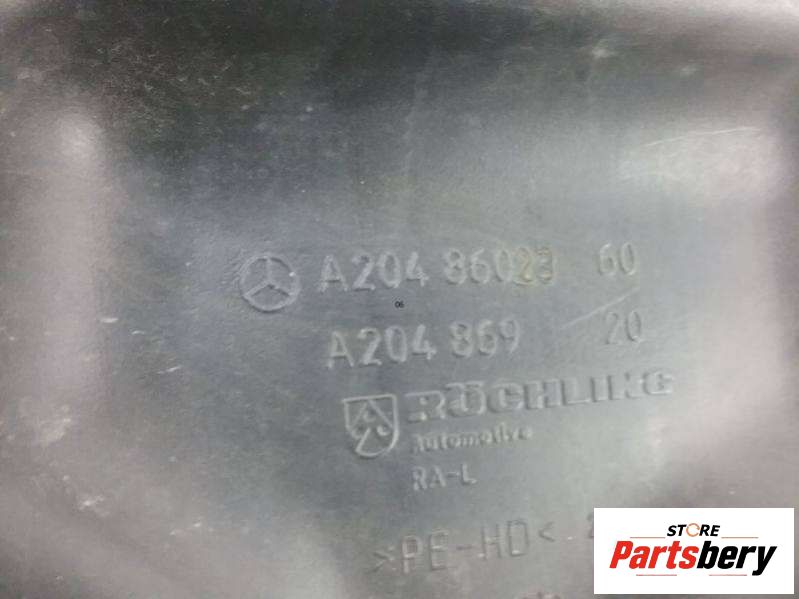 A204 86023 60
06
A204 869 20
RÖCHLING
Automotive
RA-L
>PE-HD<
STORE
Partsbery